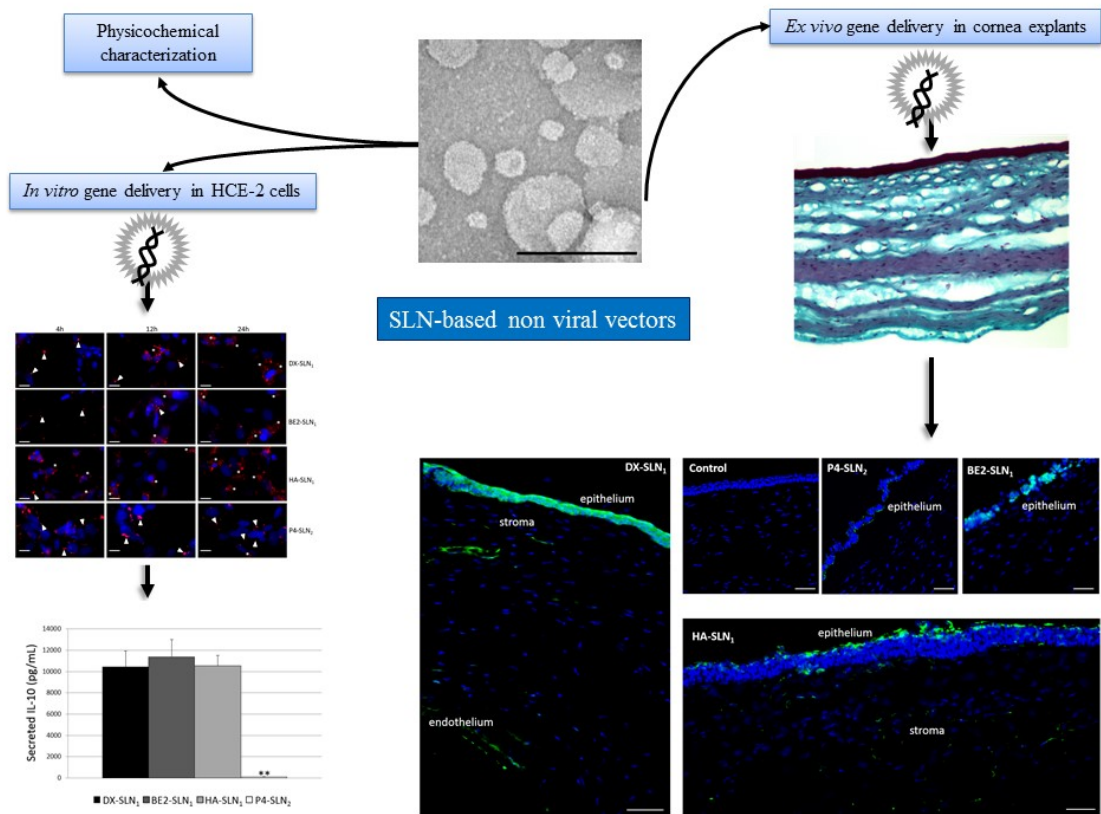 Physicochemical
characterization
Ex vivo gene delivery in cornea explants
In vitro gene delivery in HCE-2 cells
SLN-based non viral vectors
4h 12h 24h
DX-SLN₁
BE2-SLN₁
HA-SLN₁
P4-SLN₂
Secreted IL-10 (pg/mL)
14000
12000
10000
8000
6000
4000
2000
0
**
DX-SLN₁ BE2-SLN₁ HA-SLN₁ P4-SLN₂
DX-SLN₁
epithelium
stroma
endothelium
Control
P4-SLN₂
epithelium
BE2-SLN₁
epithelium
HA-SLN₁
epithelium
stroma